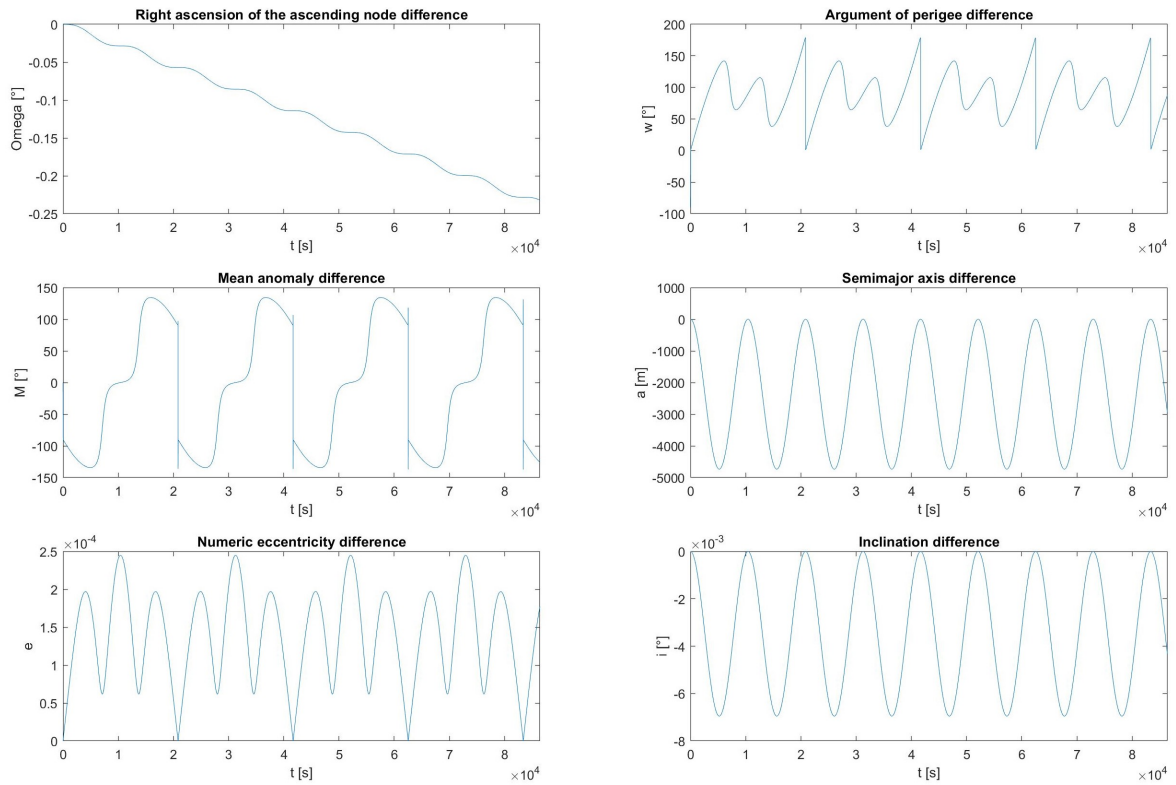 Right ascension of the ascending node difference
Omega [°]
0
-0.05
-0.1
-0.15
-0.2
-0.25
0 1 2 3 4 5 6 7 8
t [s]
×10^4
Argument of perigee difference
w [°]
200
150
100
50
0
-50
-100
0 1 2 3 4 5 6 7 8
t [s]
×10^4
Mean anomaly difference
M [°]
150
100
50
0
-50
-100
-150
0 1 2 3 4 5 6 7 8
t [s]
×10^4
Semimajor axis difference
a [m]
1000
0
-1000
-2000
-3000
-4000
-5000
0 1 2 3 4 5 6 7 8
t [s]
×10^4
Numeric eccentricity difference
×10^-4
e
2.5
2
1.5
1
0.5
0
0 1 2 3 4 5 6 7 8
t [s]
×10^4
Inclination difference
×10^-3
i [°]
0
-2
-4
-6
-8
0 1 2 3 4 5 6 7 8
t [s]
×10^4